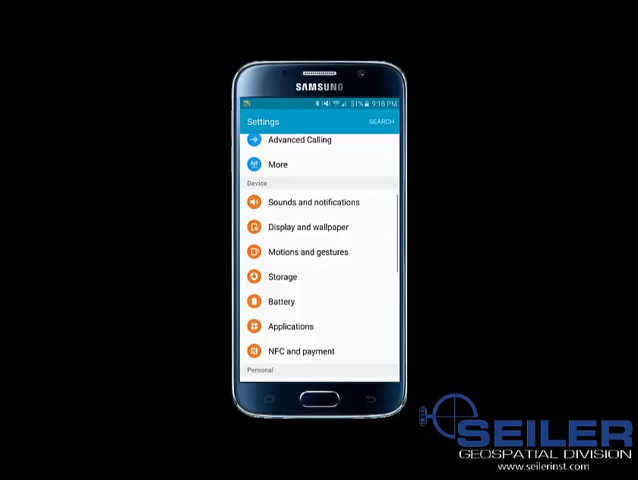 SAMSUNG
51% 9:18 PM
Settings SEARCH
Advanced Calling
More
Device
Sounds and notifications
Display and wallpaper
Motions and gestures
Storage
Battery
Applications
NFC and payment
Personal
SEILER
GEOSPATIAL DIVISION
www.seilerinst.com